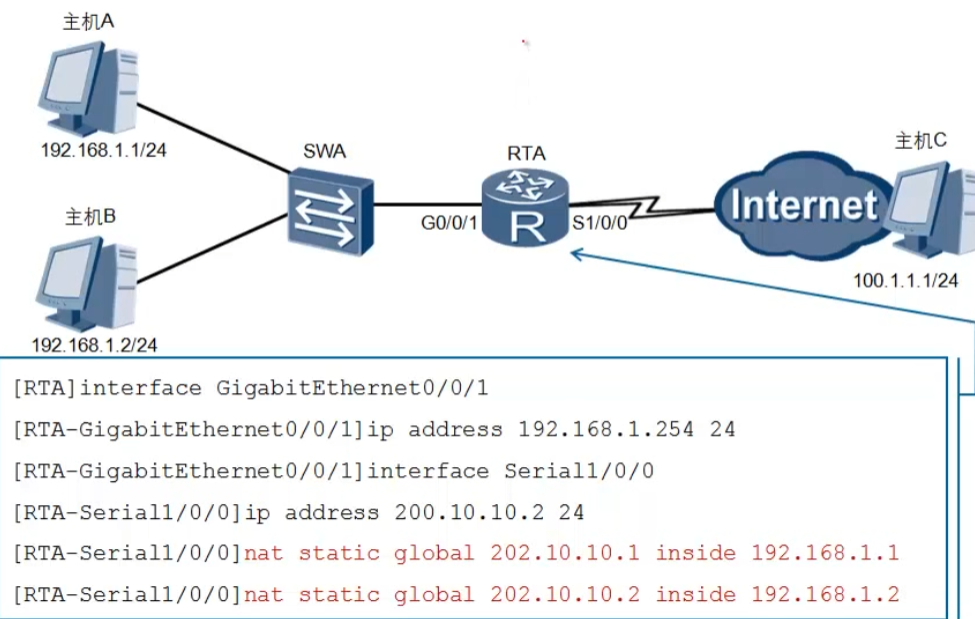 主机A
192.168.1.1/24
SWA
RTA
主机C
主机B
G0/0/1
R
S1/0/0
Internet
100.1.1.1/24
192.168.1.2/24
[RTA]interface GigabitEthernet0/0/1
[RTA-GigabitEthernet0/0/1]ip address 192.168.1.254 24
[RTA-GigabitEthernet0/0/1]interface Serial1/0/0
[RTA-Serial1/0/0]ip address 200.10.10.2 24
[RTA-Serial1/0/0]nat static global 202.10.10.1 inside 192.168.1.1
[RTA-Serial1/0/0]nat static global 202.10.10.2 inside 192.168.1.2